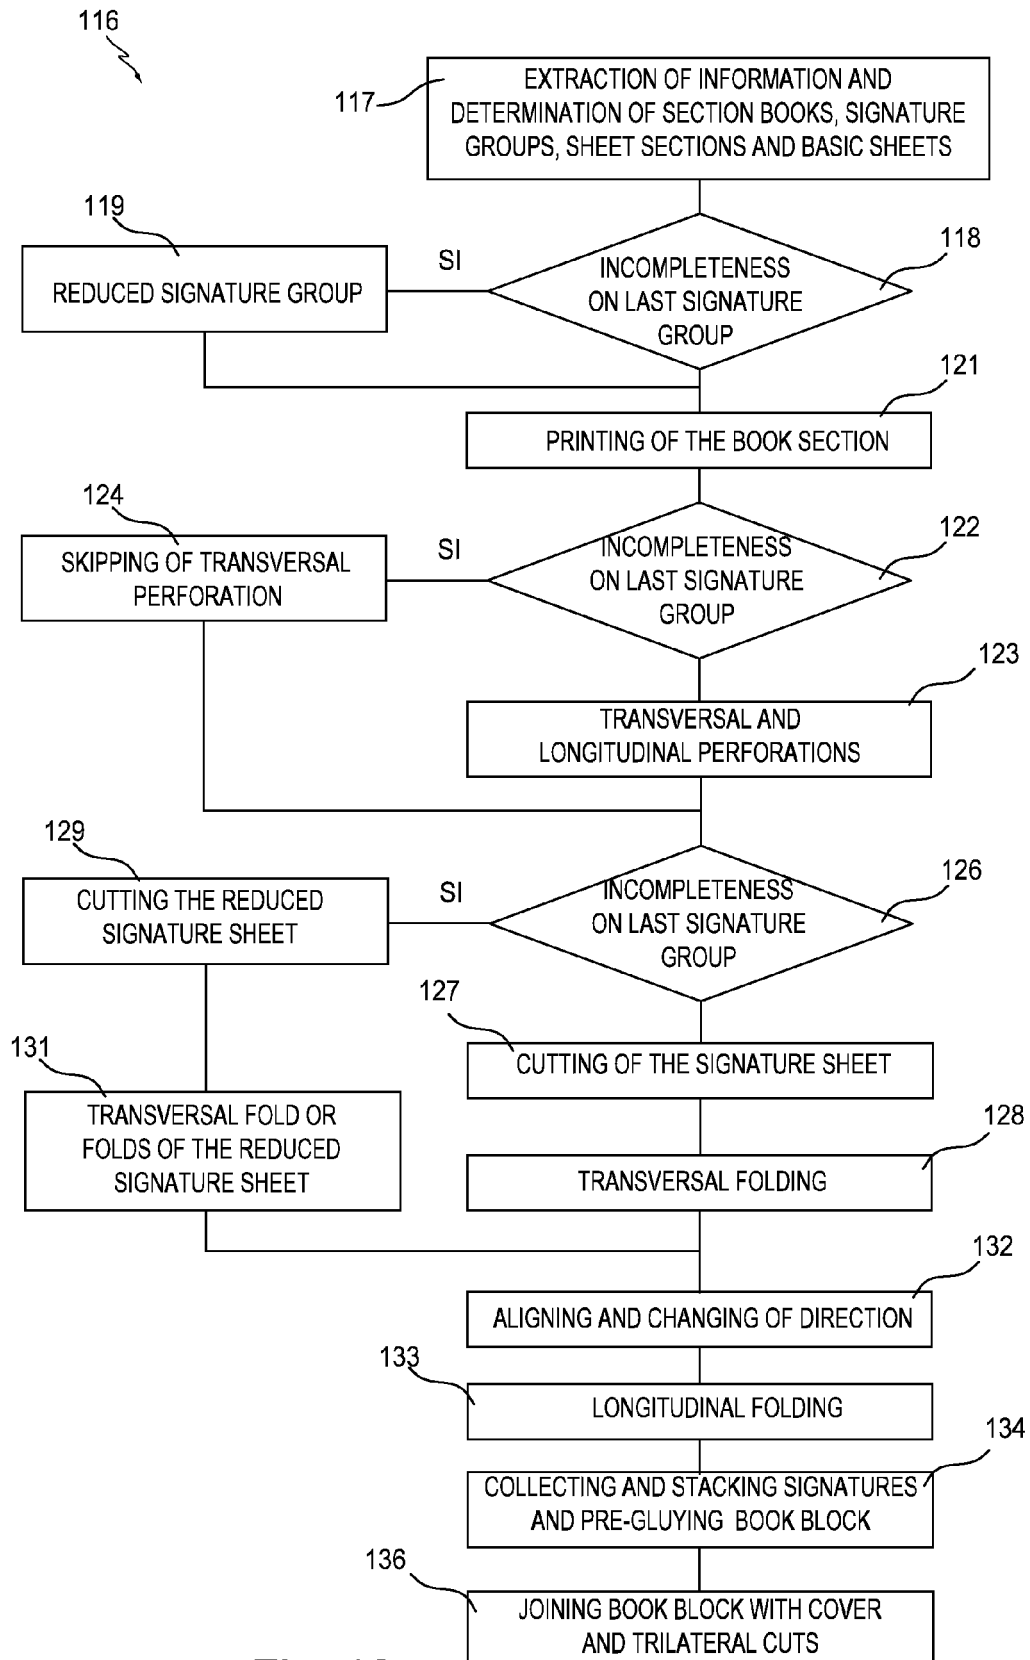 116
117
EXTRACTION OF INFORMATION AND
DETERMINATION OF SECTION BOOKS, SIGNATURE
GROUPS, SHEET SECTIONS AND BASIC SHEETS
119
REDUCED SIGNATURE GROUP
SI
118
INCOMPLETENESS
ON LAST SIGNATURE
GROUP
121
PRINTING OF THE BOOK SECTION
124
SKIPPING OF TRANSVERSAL
PERFORATION
SI
122
INCOMPLETENESS
ON LAST SIGNATURE
GROUP
123
TRANSVERSAL AND
LONGITUDINAL PERFORATIONS
129
CUTTING THE REDUCED
SIGNATURE SHEET
SI
126
INCOMPLETENESS
ON LAST SIGNATURE
GROUP
127
CUTTING OF THE SIGNATURE SHEET
131
TRANSVERSAL FOLD OR
FOLDS OF THE REDUCED
SIGNATURE SHEET
128
TRANSVERSAL FOLDING
132
ALIGNING AND CHANGING OF DIRECTION
133
LONGITUDINAL FOLDING
134
COLLECTING AND STACKING SIGNATURES
AND PRE-GLUYING BOOK BLOCK
136
JOINING BOOK BLOCK WITH COVER
AND TRILATERAL CUTS